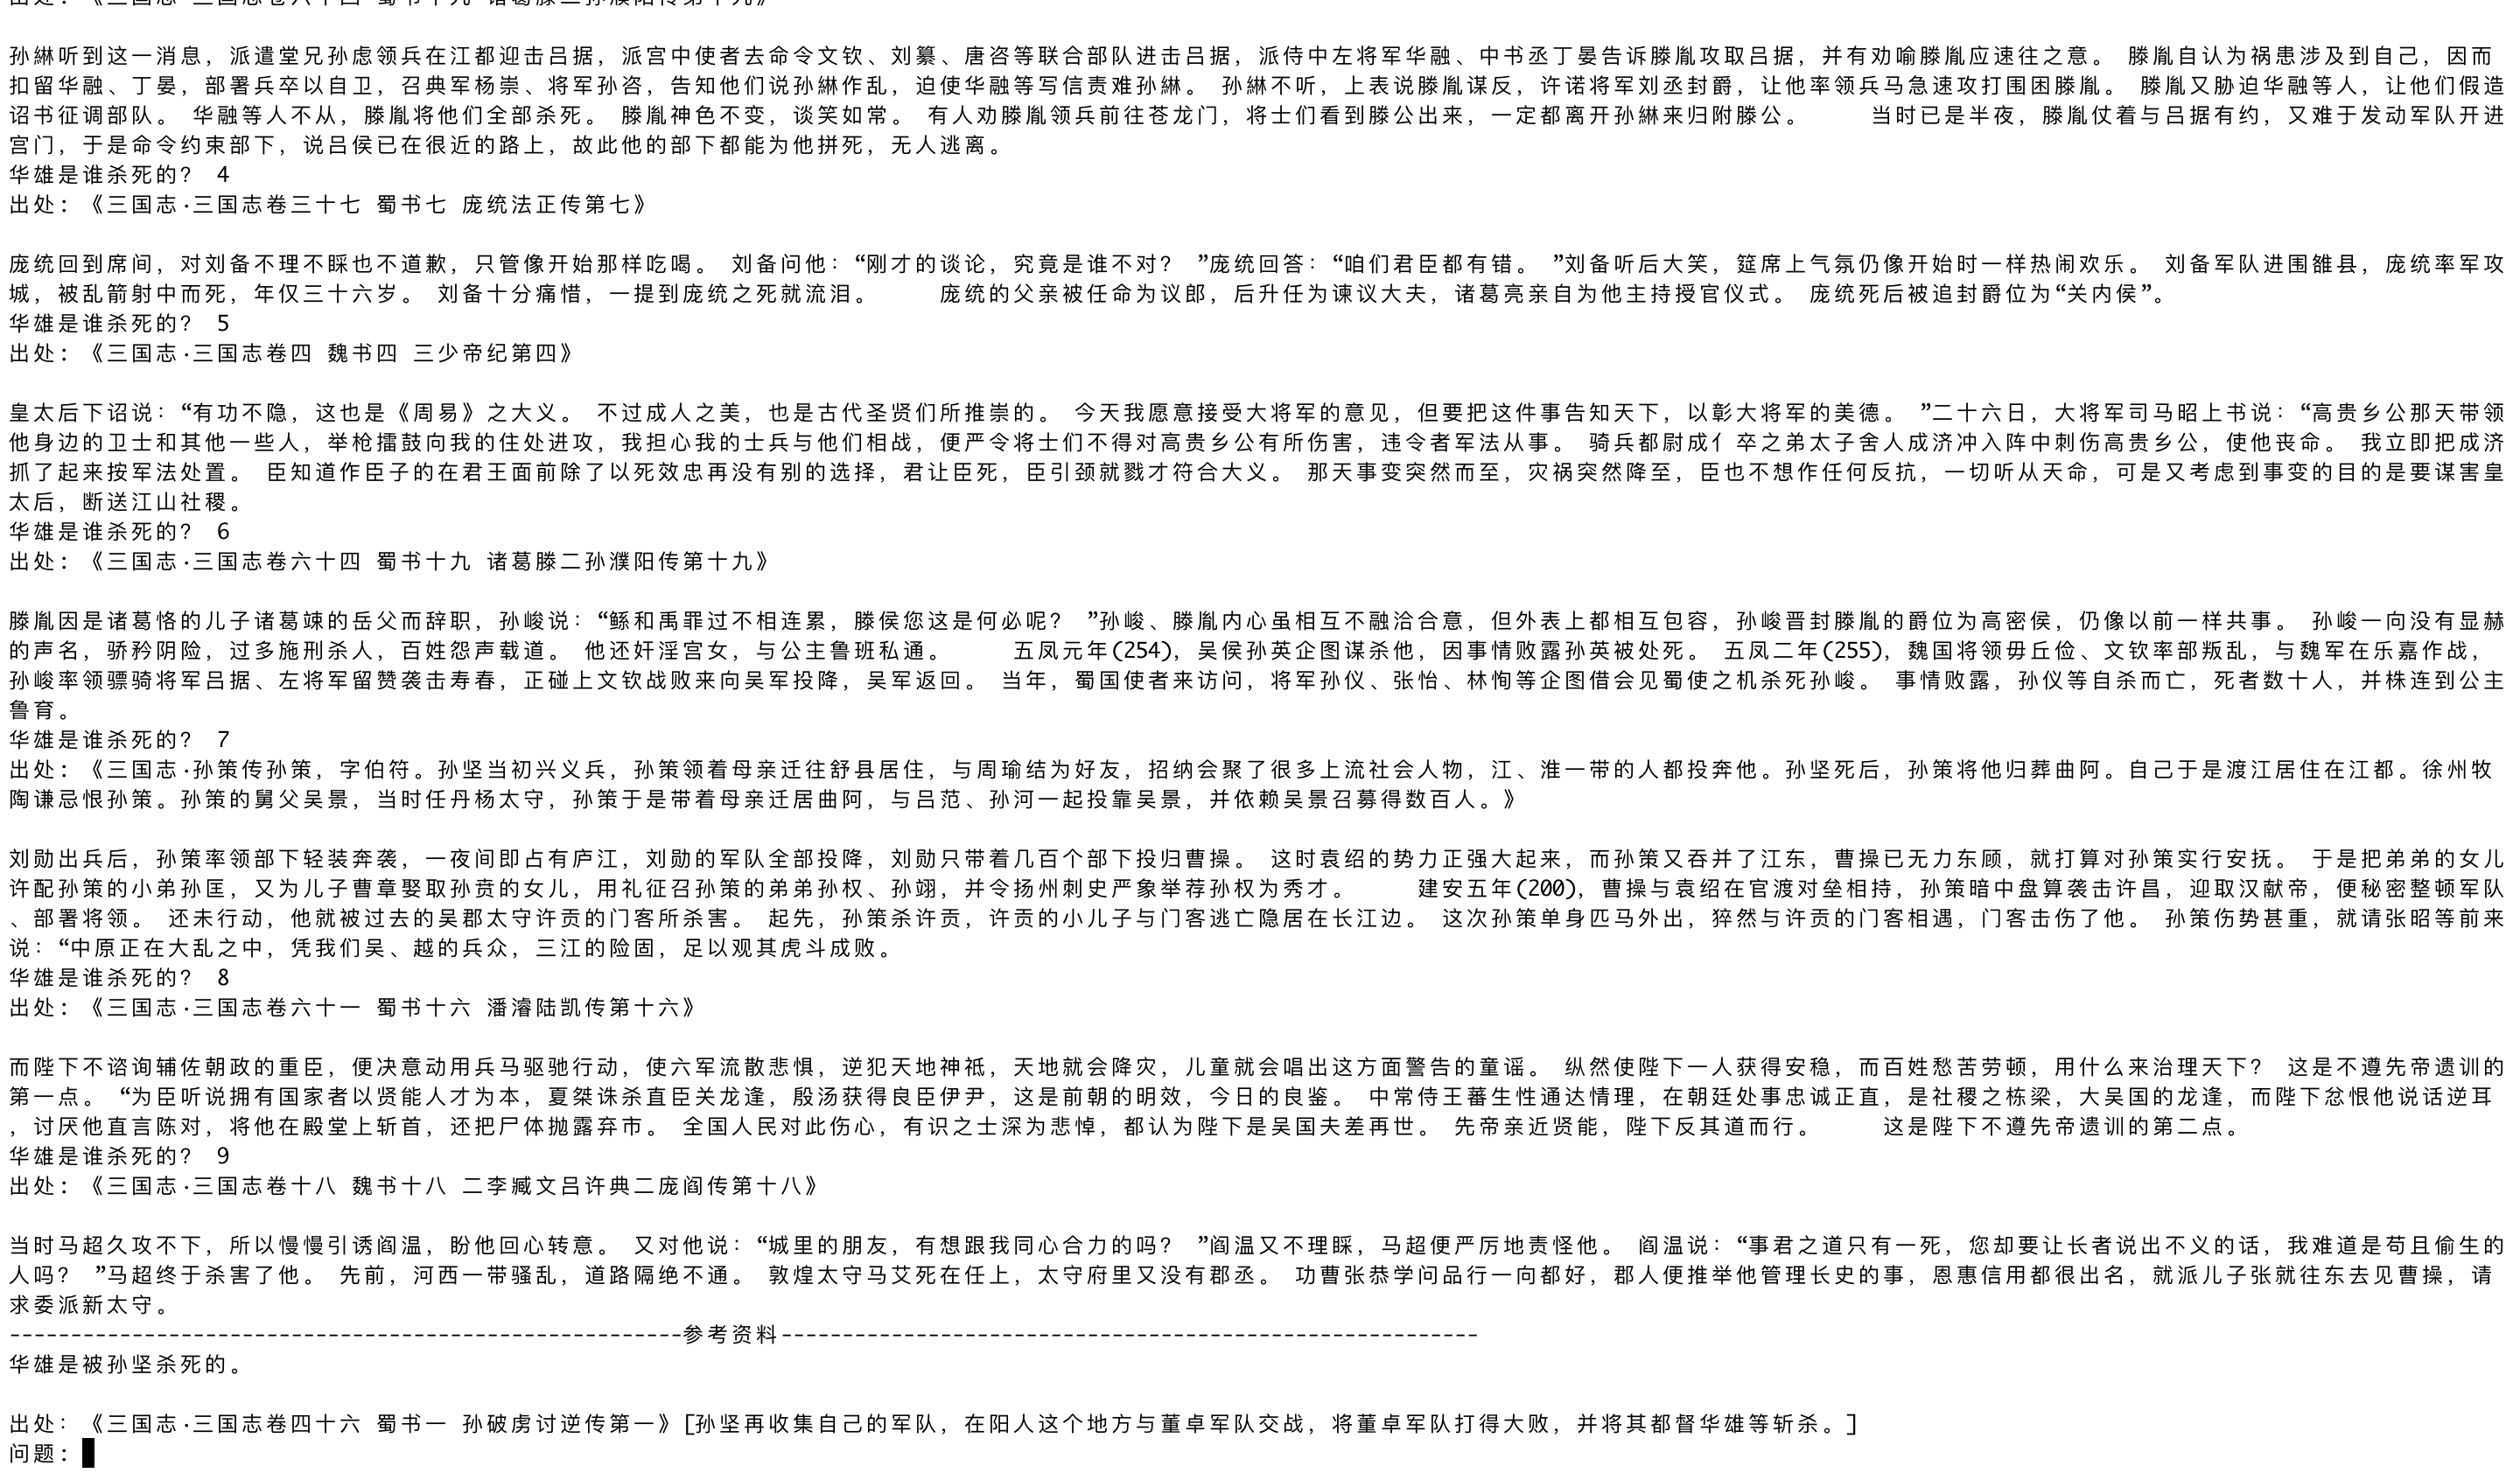 出处: 《三国志·三国志卷六十四 蜀书十九 诸葛滕二孙濮阳传第十九》
孙綝听到这一消息, 派遣堂兄孙虑领兵在江都迎击吕据, 派宫中使者去命令文钦、刘纂、唐咨等联合部队进击吕据, 派侍中左将军华融、中书丞丁晏告诉滕胤攻取吕据, 并有劝喻滕胤应速往之意。 滕胤自认为祸患涉及到自己, 因而
扣留华融、丁晏, 部署兵卒以自卫, 召典军杨崇、将军孙咨, 告知他们说孙綝作乱, 迫使华融等写信责难孙綝。 孙綝不听, 上表说滕胤谋反, 许诺将军刘丞封爵, 让他率领兵马急速攻打围困滕胤。 滕胤又胁迫华融等人, 让他们假造
诏书征调部队。 华融等人不从, 滕胤将他们全部杀死。 滕胤神色不变, 谈笑如常。 有人劝滕胤领兵前往苍龙门, 将士们看到滕公出来, 一定都离开孙綝来归附滕公。 当时已是半夜, 滕胤仗着与吕据有约, 又难于发动军队开进
宫门, 于是命令约束部下, 说吕侯已在很近的路上, 故此他的部下都能为他拼死, 无人逃离。
华雄是谁杀死的? 4
出处: 《三国志·三国志卷三十七 蜀书七 庞统法正传第七》
庞统回到席间, 对刘备不理不睬也不道歉, 只管像开始那样吃喝。 刘备问他: “刚才的谈论, 究竟是谁不对? ”庞统回答: “咱们君臣都有错。 ”刘备听后大笑, 筵席上气氛仍像开始时一样热闹欢乐。 刘备军队进围雒县, 庞统率军攻
城, 被乱箭射中而死, 年仅三十六岁。 刘备十分痛惜, 一提到庞统之死就流泪。 庞统的父亲被任命为议郎, 后升任为谏议大夫, 诸葛亮亲自为他主持授官仪式。 庞统死后被追封爵位为“关内侯”。
华雄是谁杀死的? 5
出处: 《三国志·三国志卷四 魏书四 三少帝纪第四》
皇太后下诏说: “有功不隐, 这也是《周易》之大义。 不过成人之美, 也是古代圣贤们所推崇的。 今天我愿意接受大将军的意见, 但要把这件事告知天下, 以彰大将军的美德。 ”二十六日, 大将军司马昭上书说: “高贵乡公那天带领
他身边的卫士和其他一些人, 举枪擂鼓向我的住处进攻, 我担心我的士兵与他们相战, 便严令将士们不得对高贵乡公有所伤害, 违令者军法从事。 骑兵都尉成亻 卒之弟太子舍人成济冲入阵中刺伤高贵乡公, 使他丧命。 我立即把成济
抓了起来按军法处置。 臣知道作臣子的在君王面前除了以死效忠再没有别的选择, 君让臣死, 臣引颈就戮才符合大义。 那天事变突然而至, 灾祸突然降至, 臣也不想作任何反抗, 一切听从天命, 可是又考虑到事变的目的是要谋害皇
太后, 断送江山社稷。
华雄是谁杀死的? 6
出处: 《三国志·三国志卷六十四 蜀书十九 诸葛滕二孙濮阳传第十九》
滕胤因是诸葛恪的儿子诸葛竦的岳父而辞职, 孙峻说: “鲧和禹罪过不相连累, 滕侯您这是何必呢? ”孙峻、滕胤内心虽相互不融洽合意, 但外表上都相互包容, 孙峻晋封滕胤的爵位为高密侯, 仍像以前一样共事。 孙峻一向没有显赫
的声名, 骄矜阴险, 过多施刑杀人, 百姓怨声载道。 他还奸淫宫女, 与公主鲁班私通。 五凤元年(254), 吴侯孙英企图谋杀他, 因事情败露孙英被处死。 五凤二年(255), 魏国将领毋丘俭、文钦率部叛乱, 与魏军在乐嘉作战,
孙峻率领骠骑将军吕据、左将军留赞袭击寿春, 正碰上文钦战败来向吴军投降, 吴军返回。 当年, 蜀国使者来访问, 将军孙仪、张怡、林恂等企图借会见蜀使之机杀死孙峻。 事情败露, 孙仪等自杀而亡, 死者数十人, 并株连到公主
鲁育。
华雄是谁杀死的? 7
出处: 《三国志·孙策传孙策, 字伯符。孙坚当初兴义兵, 孙策领着母亲迁往舒县居住, 与周瑜结为好友, 招纳会聚了很多上流社会人物, 江、淮一带的人都投奔他。孙坚死后, 孙策将他归葬曲阿。自己于是渡江居住在江都。徐州牧
陶谦忌恨孙策。孙策的舅父吴景, 当时任丹杨太守, 孙策于是带着母亲迁居曲阿, 与吕范、孙河一起投靠吴景, 并依赖吴景召募得数百人。》
刘勋出兵后, 孙策率领部下轻装奔袭, 一夜间即占有庐江, 刘勋的军队全部投降, 刘勋只带着几百个部下投归曹操。 这时袁绍的势力正强大起来, 而孙策又吞并了江东, 曹操已无力东顾, 就打算对孙策实行安抚。 于是把弟弟的女儿
许配孙策的小弟孙匡, 又为儿子曹章娶取孙贲的女儿, 用礼征召孙策的弟弟孙权、孙翊, 并令扬州刺史严象举荐孙权为秀才。 建安五年(200), 曹操与袁绍在官渡对垒相持, 孙策暗中盘算袭击许昌, 迎取汉献帝, 便秘密整顿军队
、部署将领。 还未行动, 他就被过去的吴郡太守许贡的门客所杀害。 起先, 孙策杀许贡, 许贡的小儿子与门客逃亡隐居在长江边。 这次孙策单身匹马外出, 猝然与许贡的门客相遇, 门客击伤了他。 孙策伤势甚重, 就请张昭等前来
说: “中原正在大乱之中, 凭我们吴、越的兵众, 三江的险固, 足以观其虎斗成败。
华雄是谁杀死的? 8
出处: 《三国志·三国志卷六十一 蜀书十六 潘濬陆凯传第十六》
而陛下不谘询辅佐朝政的重臣, 便决意动用兵马驱驰行动, 使六军流散悲惧, 逆犯天地神祗, 天地就会降灾, 儿童就会唱出这方面警告的童谣。 纵然使陛下一人获得安稳, 而百姓愁苦劳顿, 用什么来治理天下? 这是不遵先帝遗训的
第一点。 “为臣听说拥有国家者以贤能人才为本, 夏桀诛杀直臣关龙逢, 殷汤获得良臣伊尹, 这是前朝的明效, 今日的良鉴。 中常侍王蕃生性通达情理, 在朝廷处事忠诚正直, 是社稷之栋梁, 大吴国的龙逢, 而陛下忿恨他说话逆耳
, 讨厌他直言陈对, 将他在殿堂上斩首, 还把尸体抛露弃市。 全国人民对此伤心, 有识之士深为悲悼, 都认为陛下是吴国夫差再世。 先帝亲近贤能, 陛下反其道而行。 这是陛下不遵先帝遗训的第二点。
华雄是谁杀死的? 9
出处: 《三国志·三国志卷十八 魏书十八 二李臧文吕许典二庞阎传第十八》
当时马超久攻不下, 所以慢慢引诱阎温, 盼他回心转意。 又对他说: “城里的朋友, 有想跟我同心合力的吗? ”阎温又不理睬, 马超便严厉地责怪他。 阎温说: “事君之道只有一死, 您却要让长者说出不义的话, 我难道是苟且偷生的
人吗? ”马超终于杀害了他。 先前, 河西一带骚乱, 道路隔绝不通。 敦煌太守马艾死在任上, 太守府里又没有郡丞。 功曹张恭学问品行一向都好, 郡人便推举他管理长史的事, 恩惠信用都很出名, 就派儿子张就往东去见曹操, 请
求委派新太守。
-------------------------------------------------------参考资料---------------------------------------------------------
华雄是被孙坚杀死的。
出处: 《三国志·三国志卷四十六 蜀书一 孙破虏讨逆传第一》[孙坚再收集自己的军队, 在阳人这个地方与董卓军队交战, 将董卓军队打得大败, 并将其都督华雄等斩杀。]
问题: